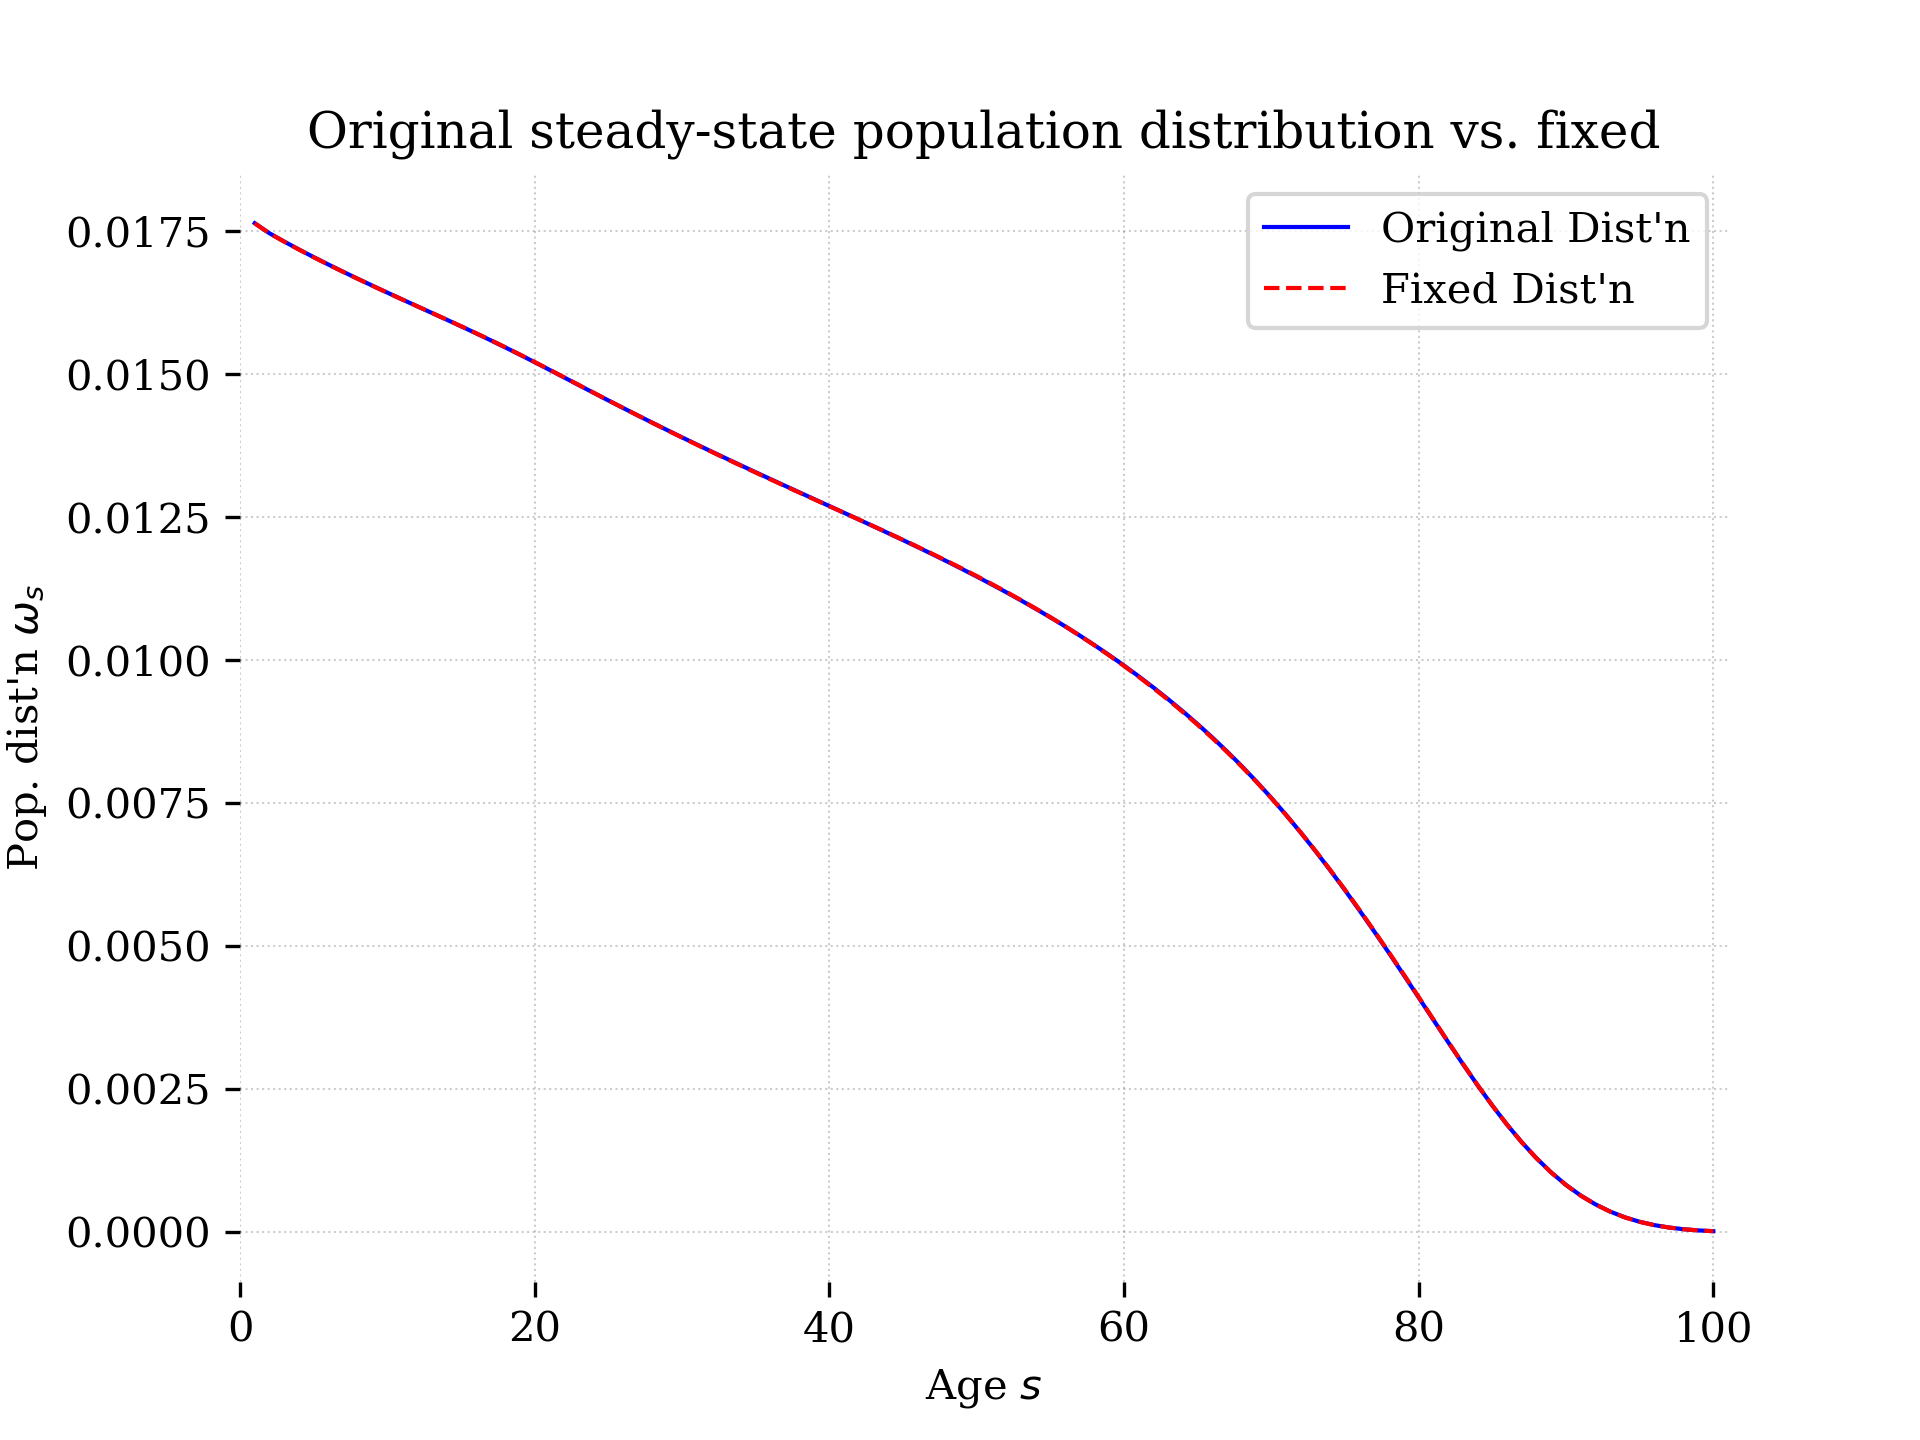 Original steady-state population distribution vs. fixed
Original Dist'n
Fixed Dist'n
Pop. dist'n ωₛ
0.0175
0.0150
0.0125
0.0100
0.0075
0.0050
0.0025
0.0000
0 20 40 60 80 100
Age s